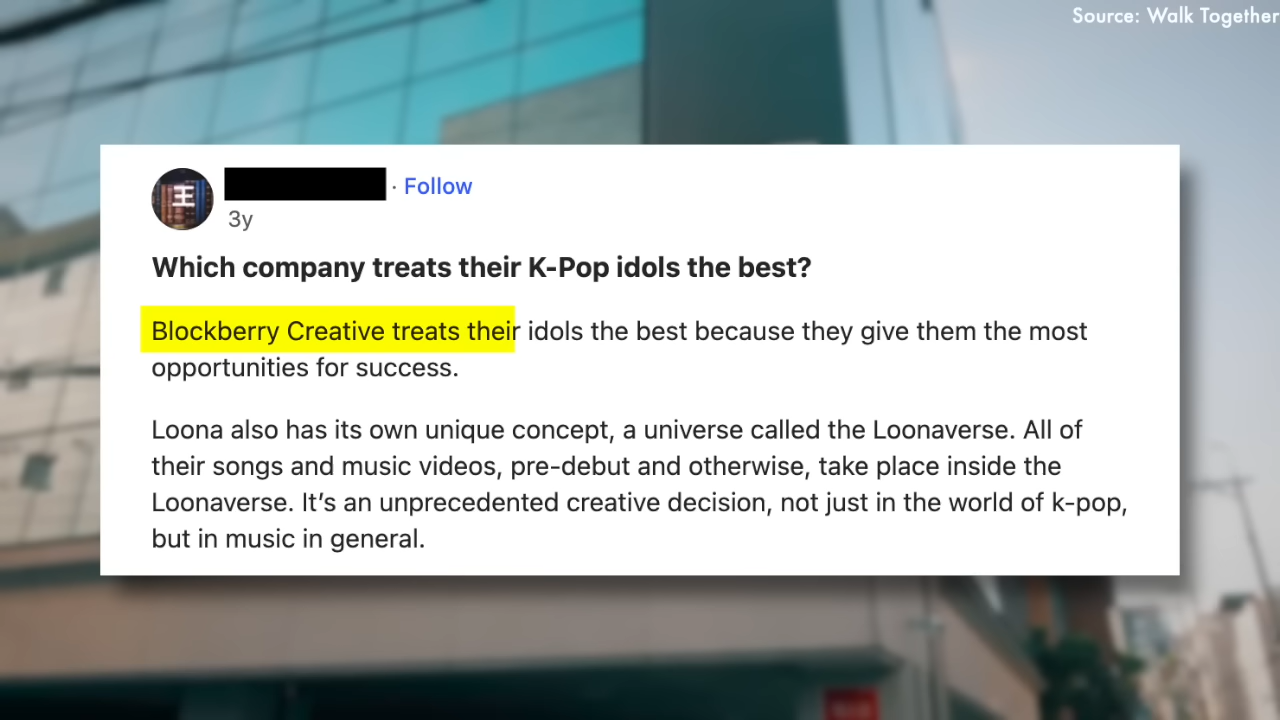 Source: Walk Together
王
· Follow
3y
Which company treats their K-Pop idols the best?
Blockberry Creative treats their idols the best because they give them the most
opportunities for success.
Loona also has its own unique concept, a universe called the Loonaverse. All of
their songs and music videos, pre-debut and otherwise, take place inside the
Loonaverse. It’s an unprecedented creative decision, not just in the world of k-pop,
but in music in general.